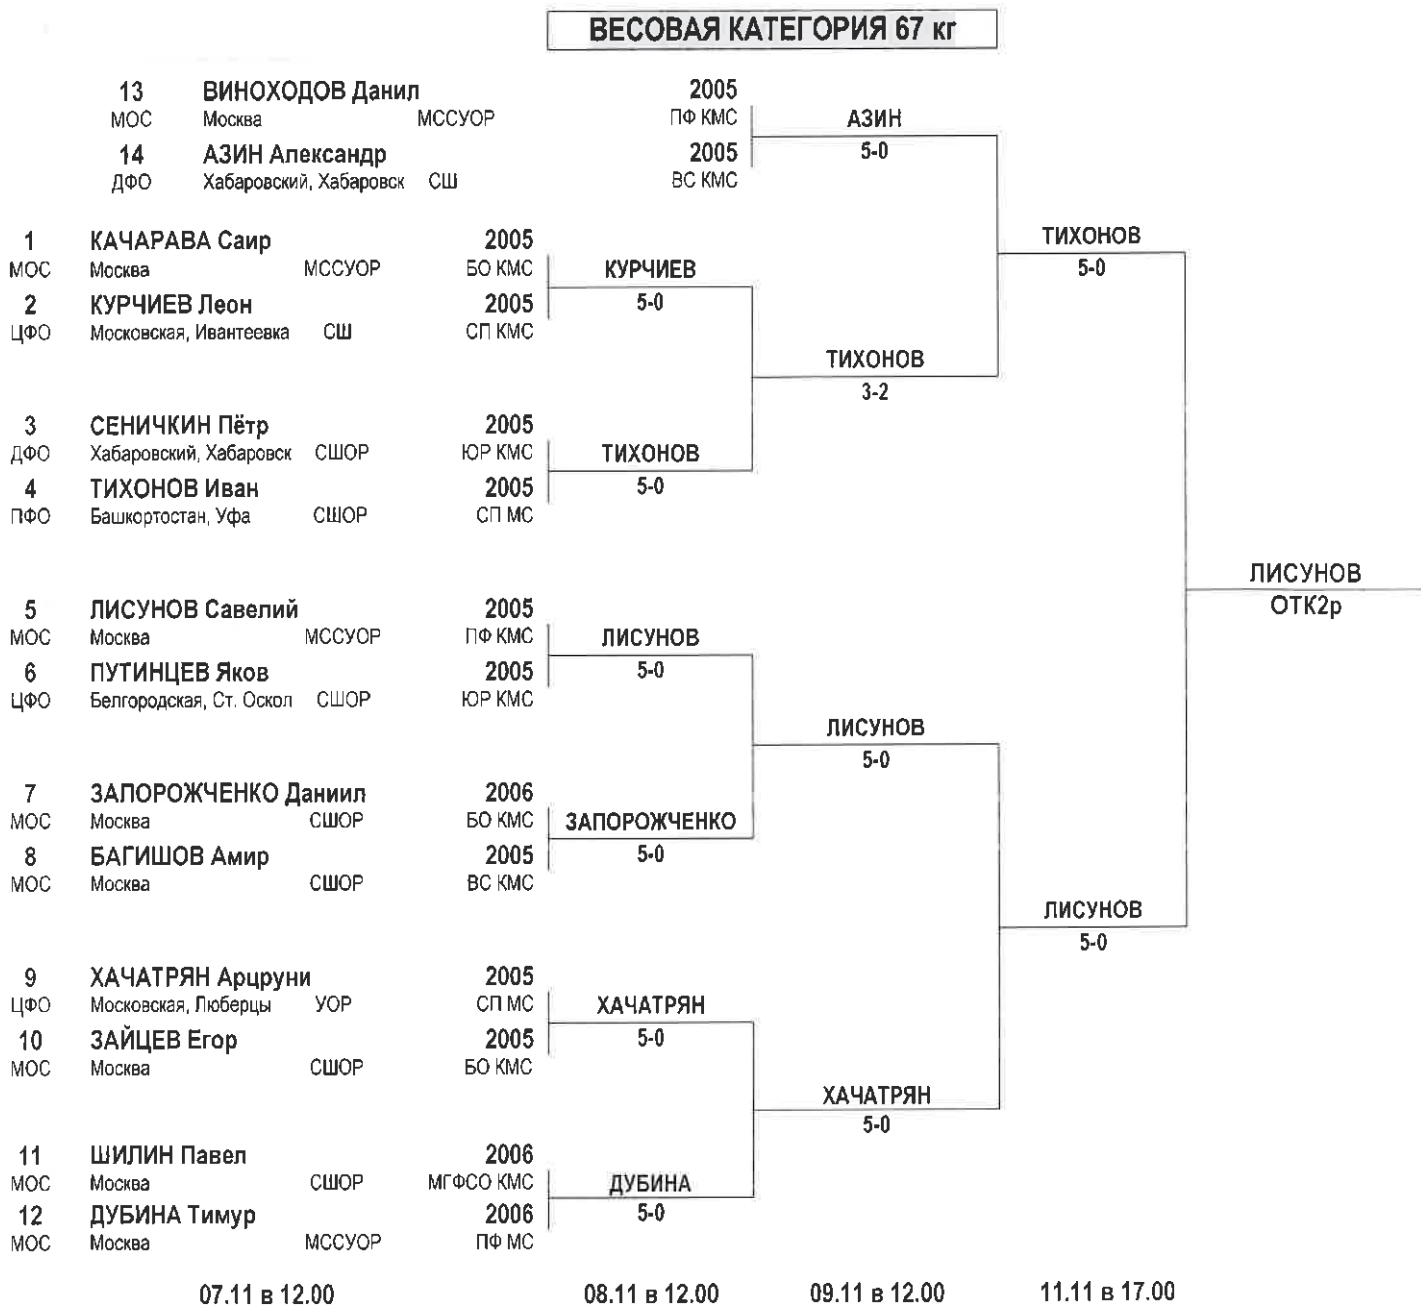 ВЕСОВАЯ КАТЕГОРИЯ 67 кг
13 ВИНОХОДОВ Данил 2005
МОС Москва МССУОР ПФ КМС
АЗИН
5-0
14 АЗИН Александр 2005
ДФО Хабаровский, Хабаровск СШ ВС КМС
1 КАЧАРАВА Саир 2005
МОС Москва МССУОР БО КМС
КУРЧИЕВ
5-0
2 КУРЧИЕВ Леон 2005
ЦФО Московская, Ивантеевка СШ СП КМС
ТИХОНОВ
5-0
ТИХОНОВ
3-2
3 СЕНИЧКИН Пётр 2005
ДФО Хабаровский, Хабаровск СШОР ЮР КМС
ТИХОНОВ
5-0
4 ТИХОНОВ Иван 2005
ПФО Башкортостан, Уфа СШОР СП МС
ЛИСУНОВ
ОТК2р
5 ЛИСУНОВ Савелий 2005
МОС Москва МССУОР ПФ КМС
ЛИСУНОВ
5-0
6 ПУТИНЦЕВ Яков 2005
ЦФО Белгородская, Ст. Оскол СШОР ЮР КМС
ЛИСУНОВ
5-0
7 ЗАПОРОЖЧЕНКО Даниил 2006
МОС Москва СШОР БО КМС
ЗАПОРОЖЧЕНКО
5-0
8 БАГИШОВ Амир 2005
МОС Москва СШОР ВС КМС
ЛИСУНОВ
5-0
9 ХАЧАТРЯН Арцруни 2005
ЦФО Московская, Люберцы УОР СП МС
ХАЧАТРЯН
5-0
10 ЗАЙЦЕВ Егор 2005
МОС Москва СШОР БО КМС
ХАЧАТРЯН
5-0
11 ШИЛИН Павел 2006
МОС Москва СШОР МГФСО КМС
ДУБИНА
5-0
12 ДУБИНА Тимур 2006
МОС Москва МССУОР ПФ МС
07.11 в 12.00 08.11 в 12.00 09.11 в 12.00 11.11 в 17.00